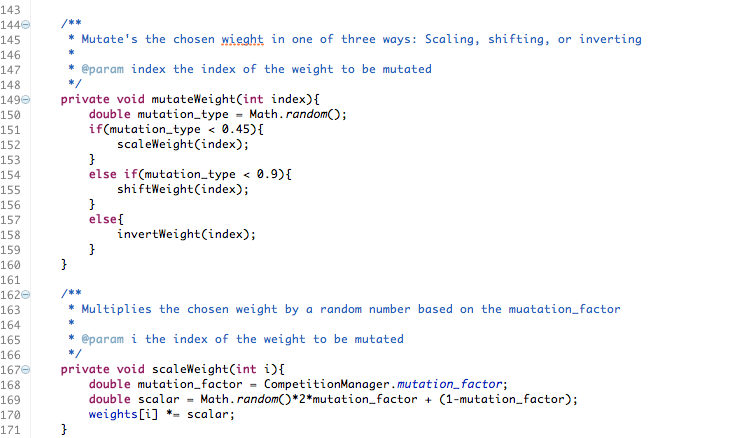 143
144 /**
145  * Mutate's the chosen wieght in one of three ways: Scaling, shifting, or inverting
146  *
147  * @param index the index of the weight to be mutated
148  */
149 private void mutateWeight(int index){
150     double mutation_type = Math.random();
151     if(mutation_type < 0.45){
152         scaleWeight(index);
153     }
154     else if(mutation_type < 0.9){
155         shiftWeight(index);
156     }
157     else{
158         invertWeight(index);
159     }
160 }
161
162 /**
163  * Multiplies the chosen weight by a random number based on the muatation_factor
164  *
165  * @param i the index of the weight to be mutated
166  */
167 private void scaleWeight(int i){
168     double mutation_factor = CompetitionManager.mutation_factor;
169     double scalar = Math.random()*2*mutation_factor + (1-mutation_factor);
170     weights[i] *= scalar;
171 }